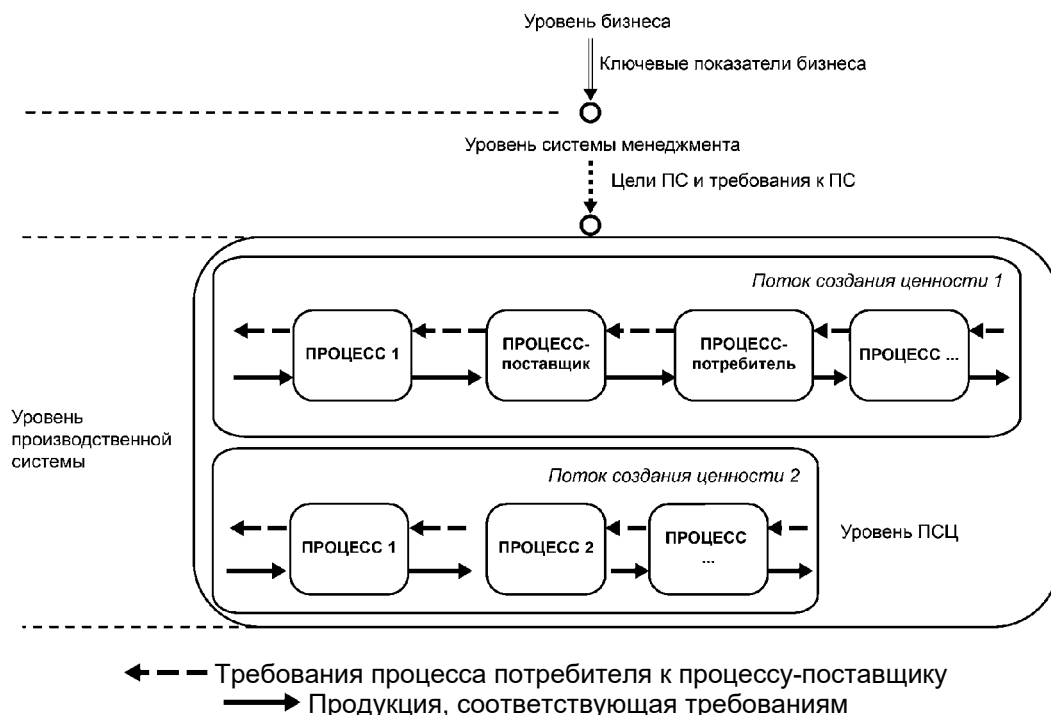 Уровень бизнеса
Ключевые показатели бизнеса
Уровень системы менеджмента
Цели ПС и требования к ПС
Поток создания ценности 1
ПРОЦЕСС 1
ПРОЦЕСС-
поставщик
ПРОЦЕСС-
потребитель
ПРОЦЕСС ...
Уровень
производственной
системы
Поток создания ценности 2
ПРОЦЕСС 1
ПРОЦЕСС 2
ПРОЦЕСС
...
Уровень ПСЦ
Требования процесса потребителя к процессу-поставщику
Продукция, соответствующая требованиям